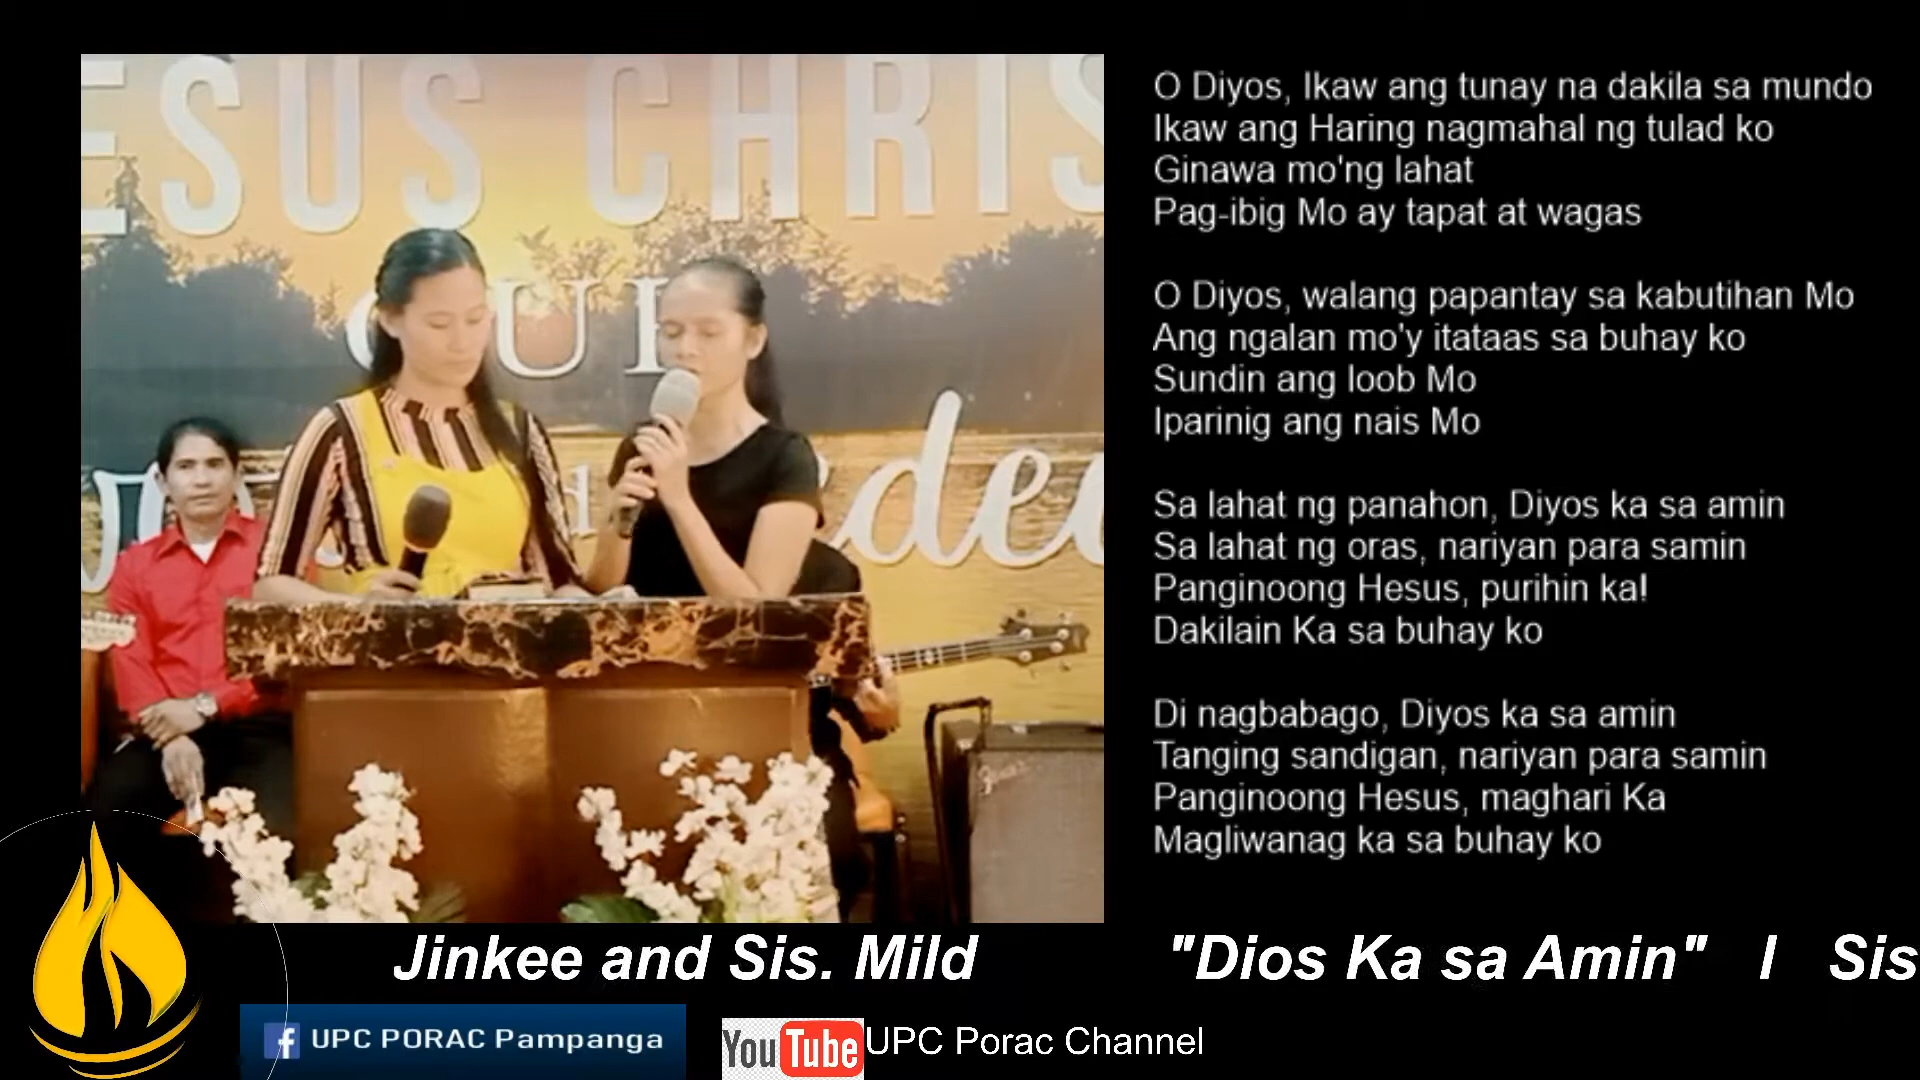 ESUS CHRIS
OUR
O Diyos, Ikaw ang tunay na dakila sa mundo
Ikaw ang Haring nagmahal ng tulad ko
Ginawa mo'ng lahat
Pag-ibig Mo ay tapat at wagas
O Diyos, walang papantay sa kabutihan Mo
Ang ngalan mo'y itataas sa buhay ko
Sundin ang loob Mo
Iparinig ang nais Mo
Sa lahat ng panahon, Diyos ka sa amin
Sa lahat ng oras, nariyan para samin
Panginoong Hesus, purihin ka!
Dakilain Ka sa buhay ko
Di nagbabago, Diyos ka sa amin
Tanging sandigan, nariyan para samin
Panginoong Hesus, maghari Ka
Magliwanag ka sa buhay ko
Jinkee and Sis. Mild "Dios Ka sa Amin" I Sis
f UPC PORAC Pampanga
YouTube UPC Porac Channel